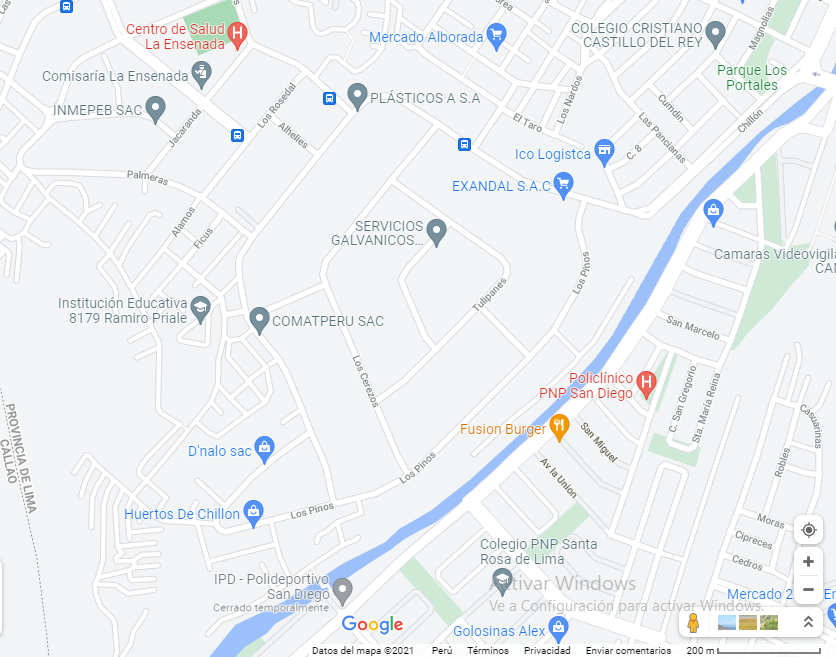 Centro de Salud
La Ensenada
Mercado Alborada
COLEGIO CRISTIANO
CASTILLO DEL REY
Magnolias
Comisaría La Ensenada
Parque Los
Portales
INMEPEB SAC
PLÁSTICOS A S.A
Los Rosedal
Los Nardos
Cumdin
Jacaranda
Alhelies
El Taro
Las Pancianas
Chillón
Ico Logistca
C. 8
Palmeras
EXANDAL S.A.C
Alamos
Ficus
SERVICIOS
GALVANICOS...
Camaras Videovigila
CAN
Los Pinos
Tulipanes
Institución Educativa
8179 Ramiro Priale
COMATPERU SAC
San Marcelo
Los Cerezos
Policlínico
PNP San Diego
C. San Gregorio
Sta. María Reina
PROVINCIA DE LIMA
CALLAO
Casuarinas
Fusion Burger
San Miguel
D'nalo sac
Robles
Los Pinos
Av la Unión
Huertos De Chillon
Los Pinos
Moras
Cipreces
Colegio PNP Santa
Rosa de Lima
Cedros
IPD - Polideportivo
San Diego
Cerrado temporalmente
Activar Windows
Ve a Configuración para activar Windows.
Mercado 2
En
Google
Golosinas Alex
Datos del mapa ©2021 Perú Términos Privacidad Enviar comentarios 200 m